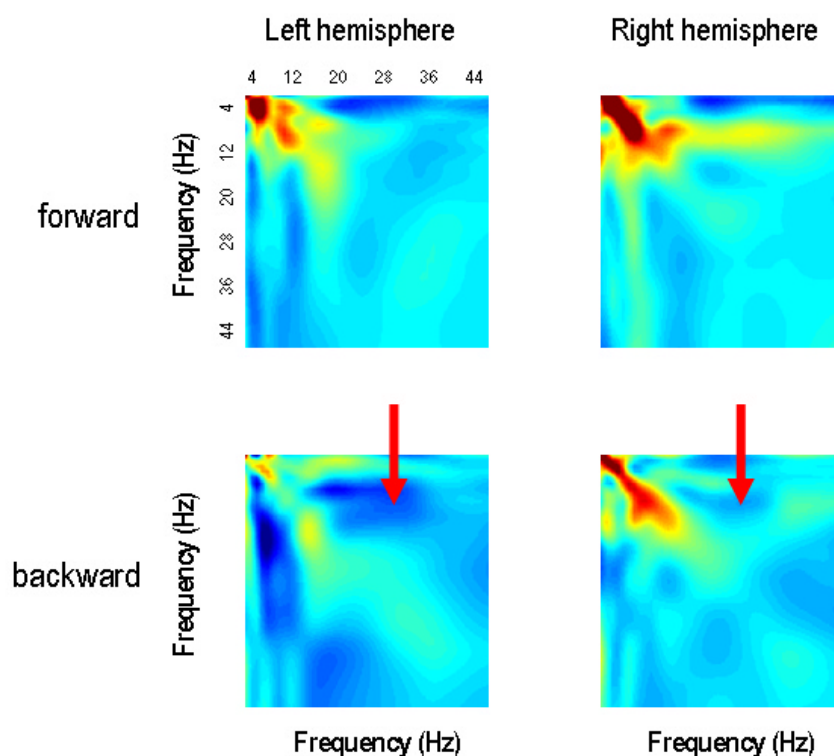 Left hemisphere
Right hemisphere
4 12 20 28 36 44
forward
Frequency (Hz)
4
12
20
28
36
44
backward
Frequency (Hz)
Frequency (Hz)
Frequency (Hz)